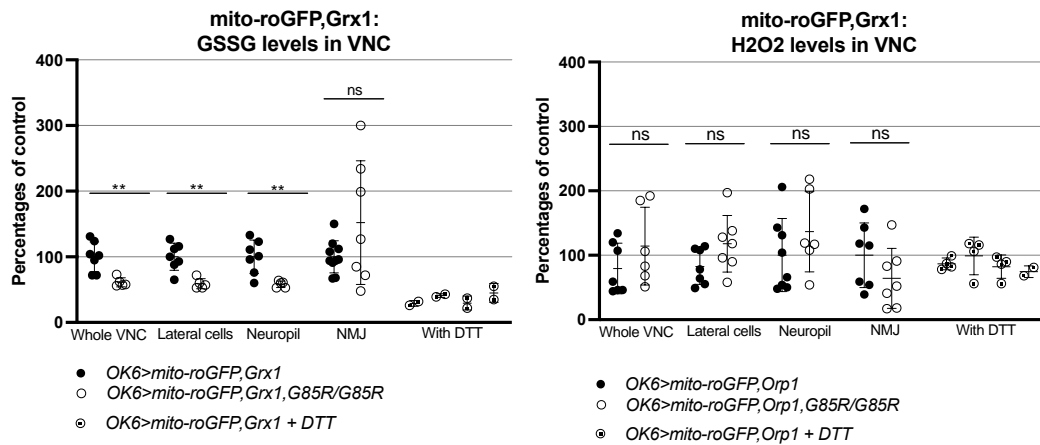 mito-roGFP,Grx1:
GSSG levels in VNC
Percentages of control
400
300
200
100
0
**
**
**
ns
Whole VNC
Lateral cells
Neuropil
NMJ
With DTT
OK6>mito-roGFP,Grx1
OK6>mito-roGFP,Grx1,G85R/G85R
OK6>mito-roGFP,Grx1 + DTT
mito-roGFP,Grx1:
H2O2 levels in VNC
Percentages of control
400
300
200
100
0
ns
ns
ns
ns
Whole VNC
Lateral cells
Neuropil
NMJ
With DTT
OK6>mito-roGFP,Orp1
OK6>mito-roGFP,Orp1,G85R/G85R
OK6>mito-roGFP,Orp1 + DTT